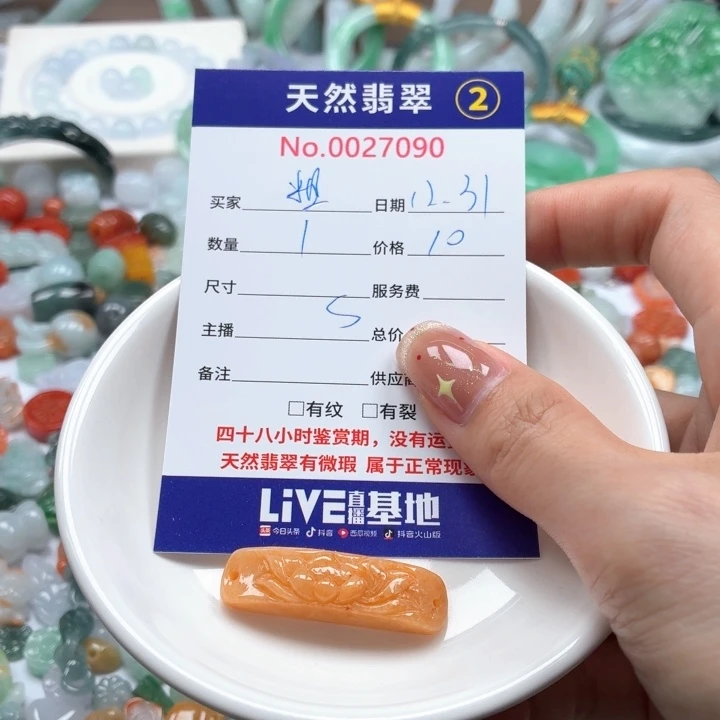 天然翡翠 2
No.0027090
买家 日期 12-31
数量 1 价格 10
尺寸 服务费
主播 S 总价
备注 供应商
□有纹 □有裂
四十八小时鉴赏期，没有运
天然翡翠有微瑕 属于正常现象
LiVE直播基地
头条 今日头条 抖音 西瓜视频 抖音火山版